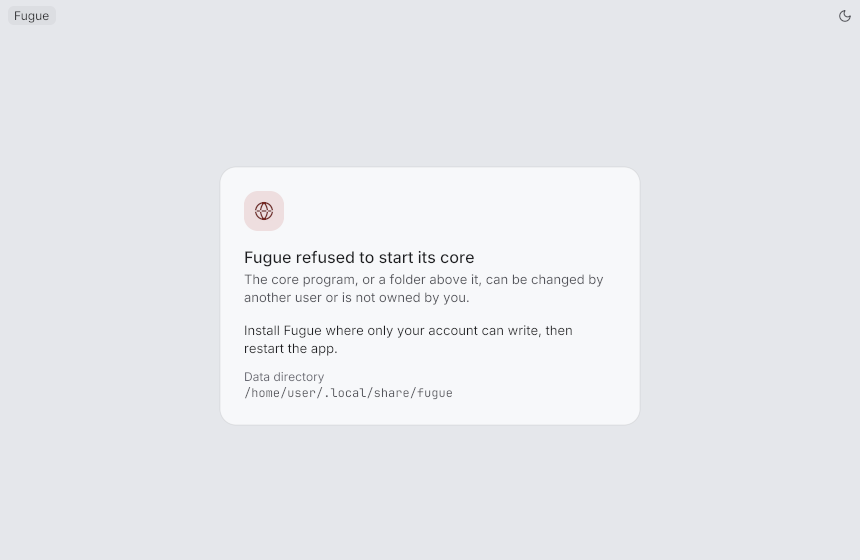 Fugue
Fugue refused to start its core
The core program, or a folder above it, can be changed by
another user or is not owned by you.
Install Fugue where only your account can write, then
restart the app.
Data directory
/home/user/.local/share/fugue